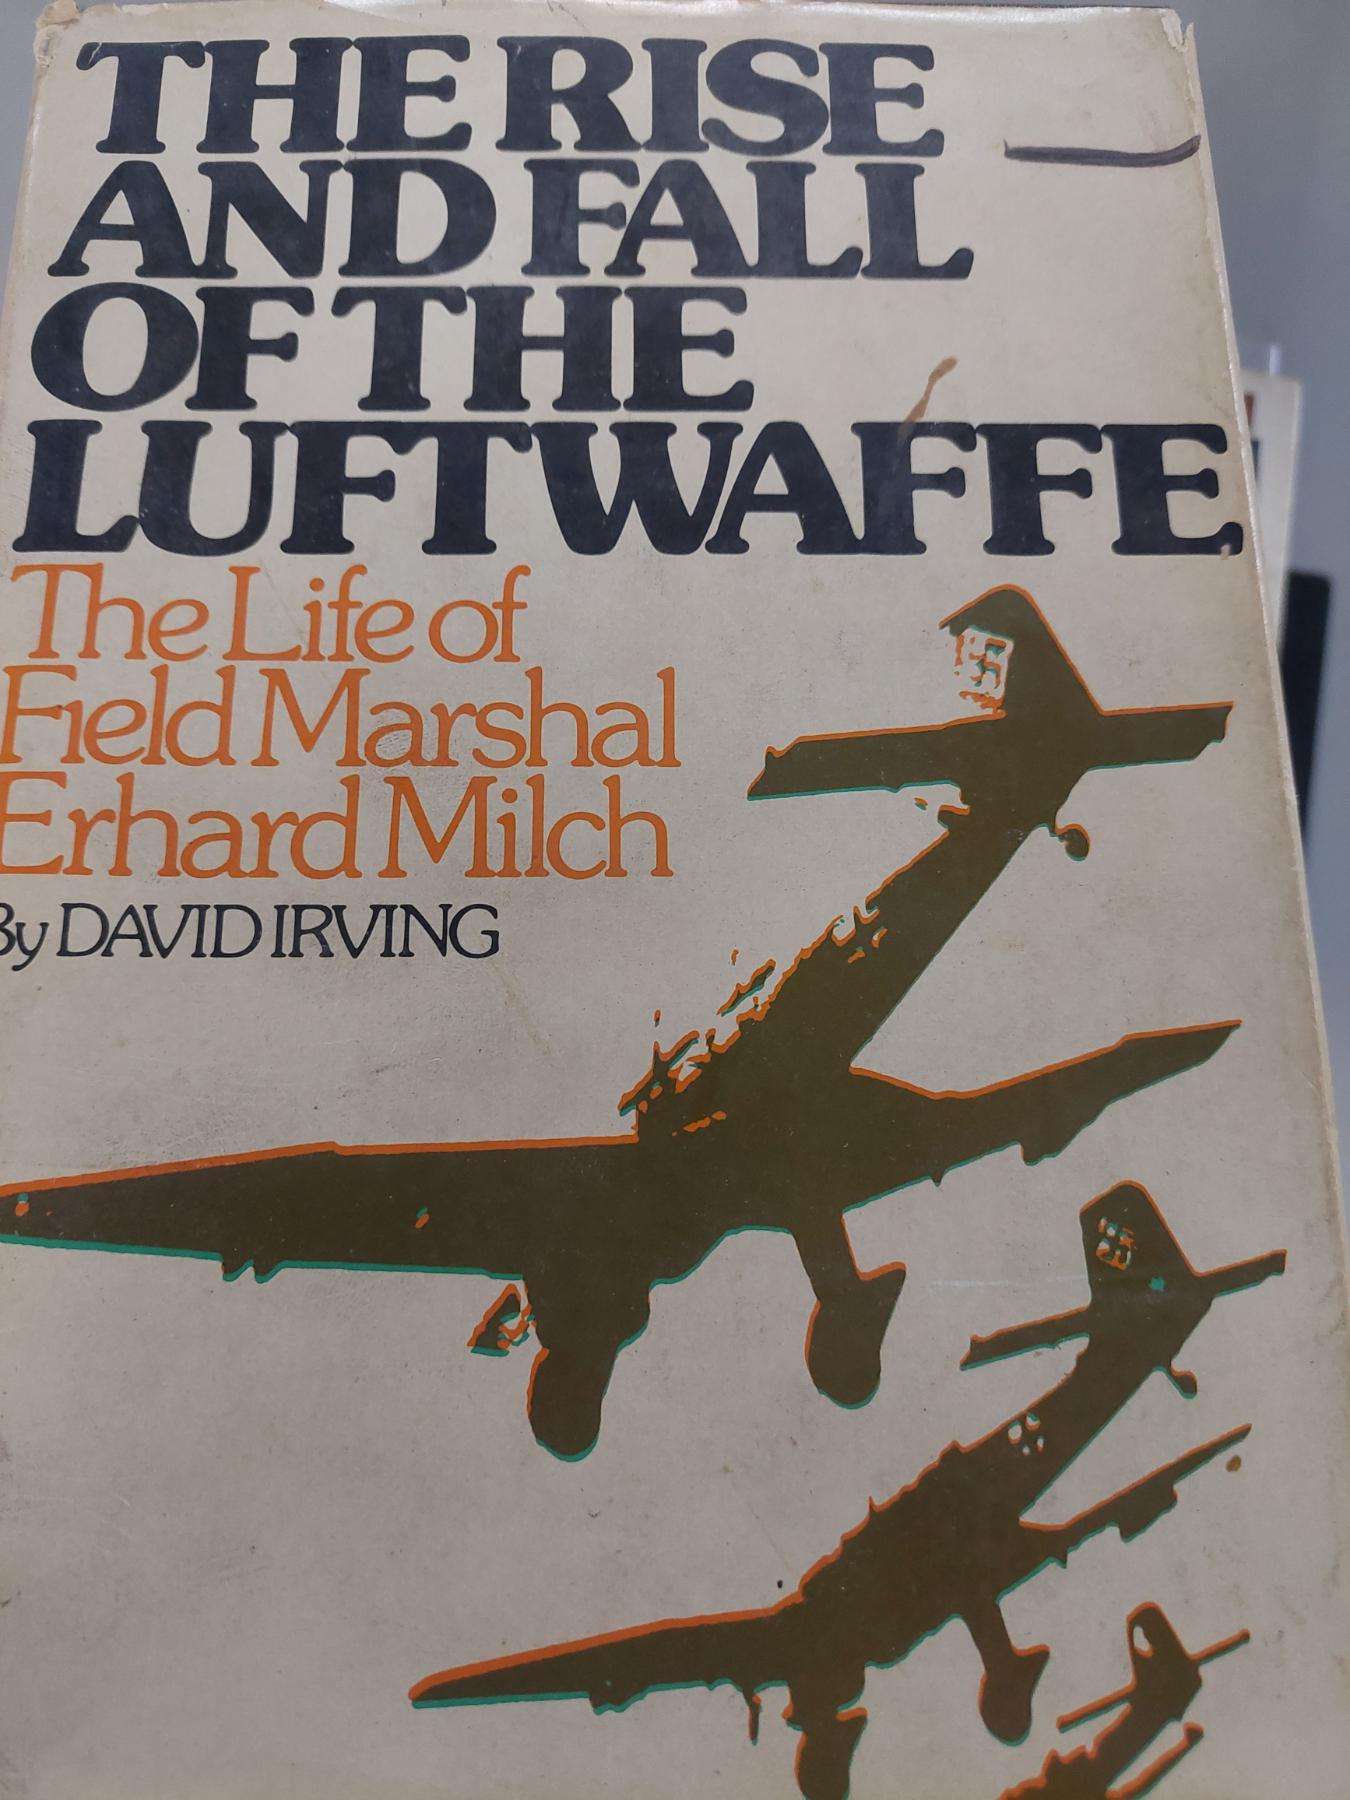 THE RISE
AND FALL
OF THE
LUFTWAFFE
The Life of
Field Marshal
Erhard Milch
By DAVID IRVING